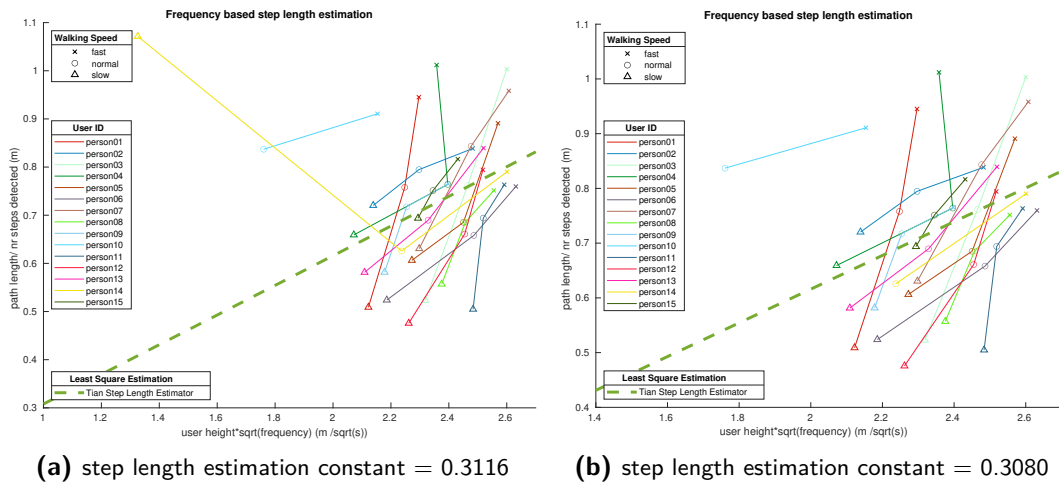 Frequency based step length estimation
1.1
1
0.9
0.8
0.7
0.6
0.5
0.4
0.3
1
1.2
1.4
1.6
1.8
2
2.2
2.4
2.6
path length/ nr steps detected (m)
user height*sqrt(frequency) (m /sqrt(s))
Walking Speed
fast
normal
slow
User ID
person01
person02
person03
person04
person05
person06
person07
person08
person09
person10
person11
person12
person13
person14
person15
Least Square Estimation
Tian Step Length Estimator
(a) step length estimation constant = 0.3116
Frequency based step length estimation
1.1
1
0.9
0.8
0.7
0.6
0.5
0.4
1.4
1.6
1.8
2
2.2
2.4
2.6
path length/ nr steps detected (m)
user height*sqrt(frequency) (m /sqrt(s))
Walking Speed
fast
normal
slow
User ID
person01
person02
person03
person04
person05
person06
person07
person08
person09
person10
person11
person12
person13
person14
person15
Least Square Estimation
Tian Step Length Estimator
(b) step length estimation constant = 0.3080